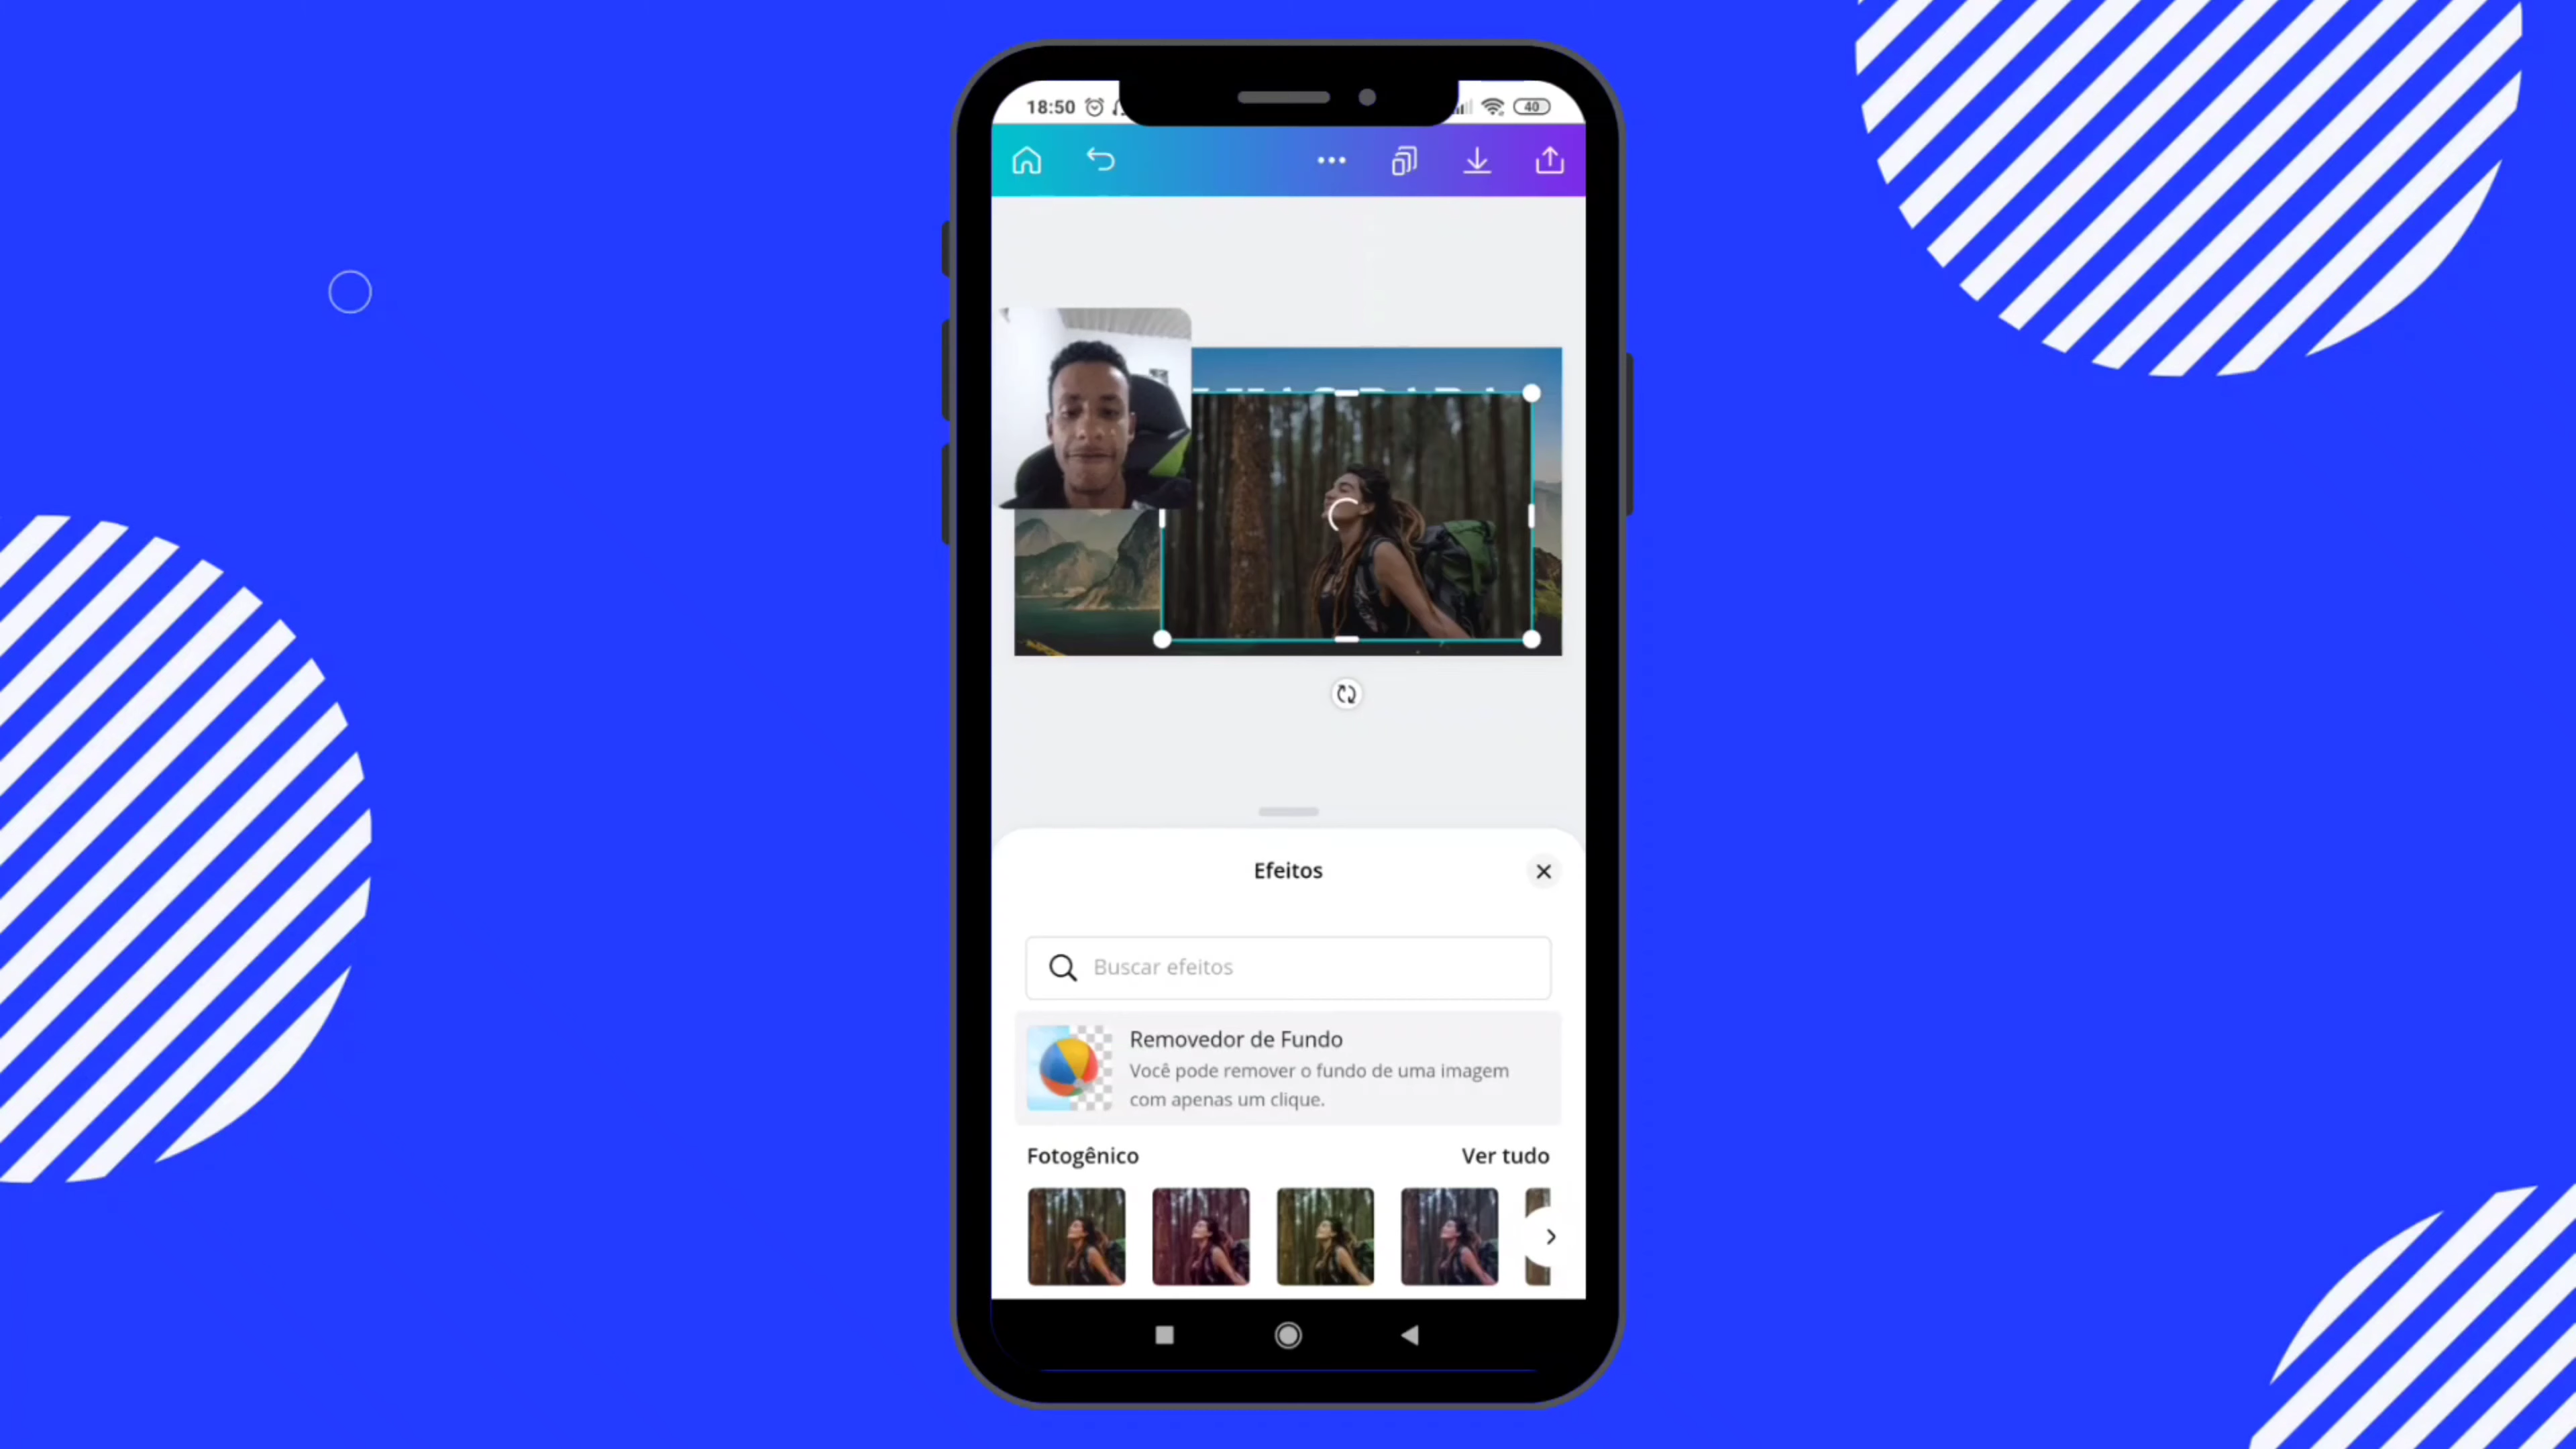 18:50
40
Efeitos
Buscar efeitos
Removedor de Fundo
Você pode remover o fundo de uma imagem
com apenas um clique.
Fotogênico
Ver tudo